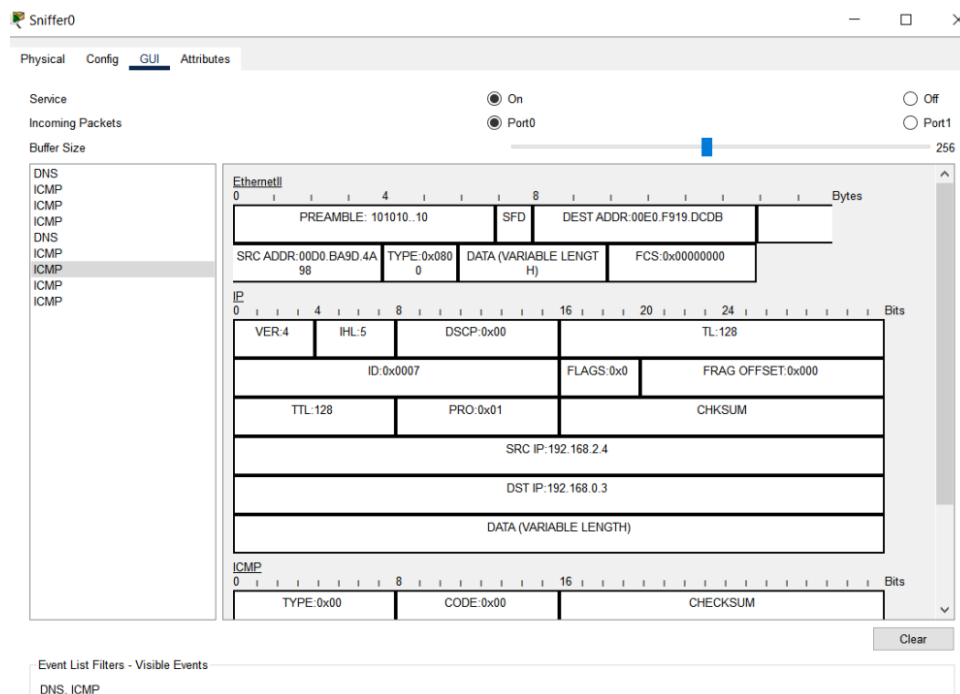 Sniffer0
Physical Config GUI Attributes
Service On Off
Incoming Packets Port0 Port1
Buffer Size 256
DNS
ICMP
ICMP
ICMP
DNS
ICMP
ICMP
ICMP
ICMP
EthernetII
0 4 8 Bytes
PREAMBLE: 101010..10 SFD DEST ADDR:00E0.F919.DCDB
SRC ADDR:00D0.BA9D.4A TYPE:0x080 DATA (VARIABLE LENGT FCS:0x00000000
98 0 H)
IP
0 4 8 16 20 24 Bits
VER:4 IHL:5 DSCP:0x00 TL:128
ID:0x0007 FLAGS:0x0 FRAG OFFSET:0x000
TTL:128 PRO:0x01 CHKSUM
SRC IP:192.168.2.4
DST IP:192.168.0.3
DATA (VARIABLE LENGTH)
ICMP
0 8 16 Bits
TYPE:0x00 CODE:0x00 CHECKSUM
Clear
Event List Filters - Visible Events
DNS, ICMP